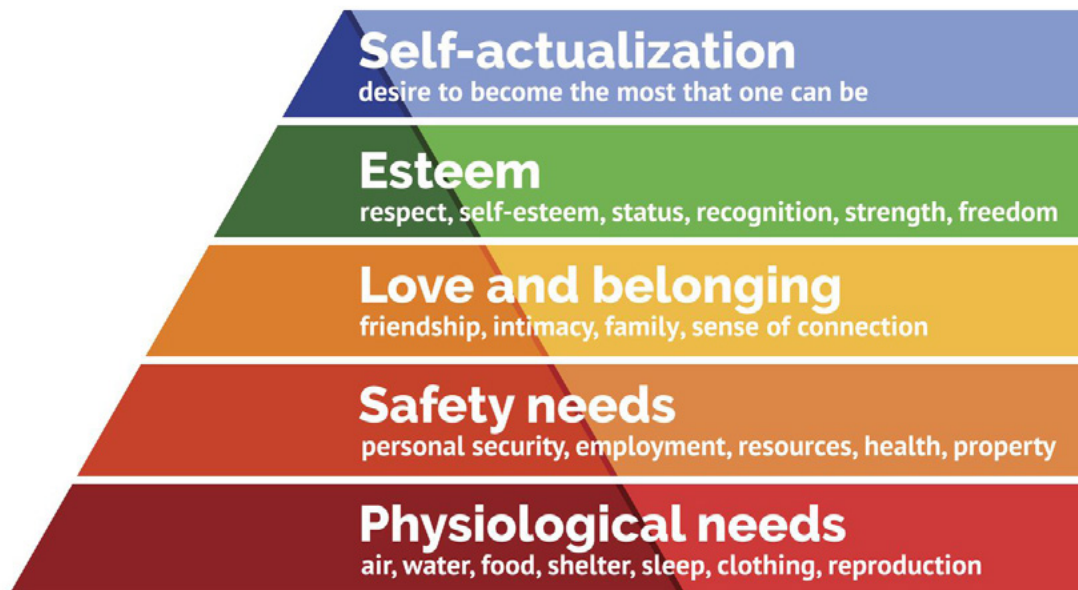 Self-actualization
desire to become the most that one can be
Esteem
respect, self-esteem, status, recognition, strength, freedom
Love and belonging
friendship, intimacy, family, sense of connection
Safety needs
personal security, employment, resources, health, property
Physiological needs
air, water, food, shelter, sleep, clothing, reproduction